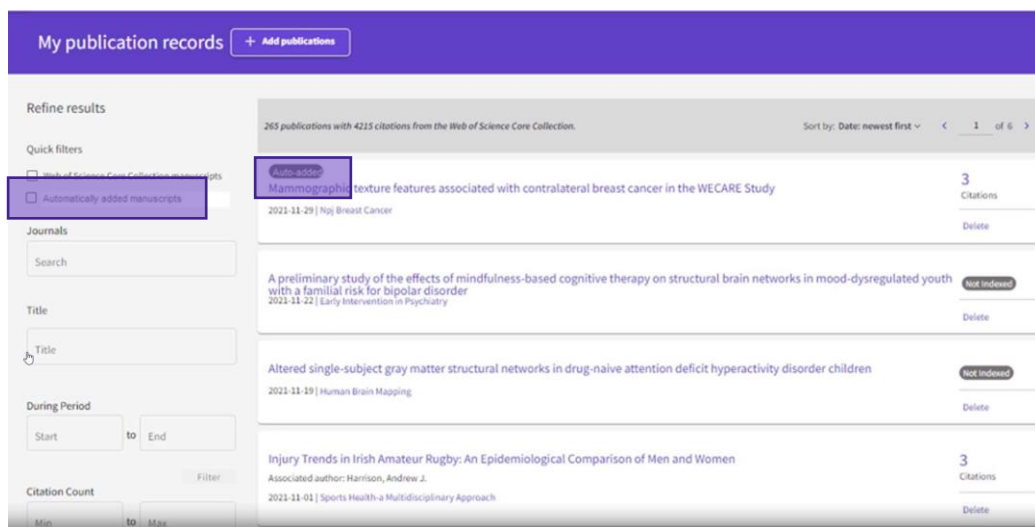 My publication records
+ Add publications
Refine results
Quick filters
Web of Science Core Collection manuscripts
Automatically added manuscripts
Journals
Search
Title
Title
During Period
Start to End
Filter
Citation Count
Min to Max
265 publications with 4215 citations from the Web of Science Core Collection.
Sort by: Date: newest first
1 of 6
Auto-added
Mammographic texture features associated with contralateral breast cancer in the WECARE Study
2021-11-29 | Npj Breast Cancer
3
Citations
Delete
A preliminary study of the effects of mindfulness-based cognitive therapy on structural brain networks in mood-dysregulated youth
with a familial risk for bipolar disorder
2021-11-22 | Early Intervention in Psychiatry
Not Indexed
Delete
Altered single-subject gray matter structural networks in drug-naive attention deficit hyperactivity disorder children
2021-11-19 | Human Brain Mapping
Not Indexed
Delete
Injury Trends in Irish Amateur Rugby: An Epidemiological Comparison of Men and Women
Associated author: Harrison, Andrew J.
2021-11-01 | Sports Health-a Multidisciplinary Approach
3
Citations
Delete